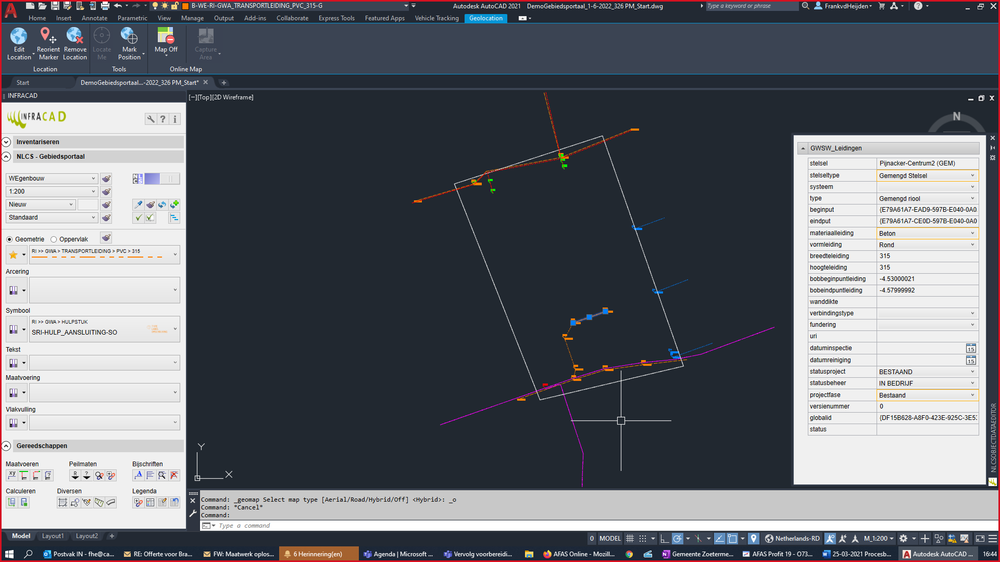 B-WE-RI-GWA_TRANSPORTLEIDING_PVC_315-G
Autodesk AutoCAD 2021 DemoGebiedsportaal_1-6-2022_326 PM_Start.dwg
Type a keyword or phrase
FrankvdHeijden
Home Insert Annotate Parametric View Manage Output Add-ins Collaborate Express Tools Featured Apps Vehicle Tracking Geolocation
Edit Location
Reorient Marker
Remove Location
Locate Me
Mark Position
Map Off
Capture Area
Location
Tools
Online Map
Start
DemoGebiedsportaal...-2022_326 PM_Start*
INFRACAD
[−][Top][2D Wireframe]
INFRACAD
Inventariseren
NLCS - Gebiedsportaal
WEgenbouw
NLCS
1:200
Nieuw
Standaard
Geometrie
Oppervlak
RI >> GWA > TRANSPORTLEIDING > PVC > 315
Arcering
Symbool
RI >> GWA > HULPSTUK
SRI-HULP_AANSLUITING-SO
Tekst
Maatvoering
Vlakvulling
Gereedschappen
Maatvoeren
Peilmaten
Bijschriften
Calculeren
Diversen
Legenda
N
Y
X
GWSW_Leidingen
stelsel Pijnacker-Centrum2 (GEM)
stelseltype Gemengd Stelsel
systeem
type Gemengd riool
beginput {E79A61A7-EAD9-597B-E040-0A0
eindput {E79A61A7-CE0D-597B-E040-0A0
materiaalleiding Beton
vormleiding Rond
breedteleiding 315
hoogteleiding 315
bobbeginpuntleiding -4.53000021
bobeindpuntleiding -4.57999992
wanddikte
verbindingstype
fundering
uri
datuminspectie 15
datumreiniging 15
statusproject BESTAAND
statusbeheer IN BEDRIJF
projectfase Bestaand
versienummer 0
globalid {DF15B628-A8F0-423E-925C-3E53
status
NLCSOBJECTDATAEDITOR
Command: _geomap Select map type [Aerial/Road/Hybrid/Off] <Hybrid>: _o
Command: *Cancel*
Command:
Type a command
Model Layout1 Layout2
0 MODEL
Netherlands-RD
M_1:200
Postvak IN - fhe@ca...
RE: Offerte voor Bra...
FW: Maatwerk oplos...
6 Herinnering(en)
Agenda | Microsoft ...
Vervolg voorbereidi...
AFAS Online - Mozill...
Gemeente Zoeterme...
AFAS Profit 19 - O73...
25-03-2021 Procesb...
Autodesk AutoCAD ...
16:44